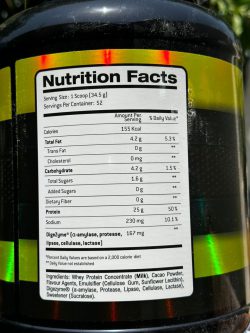 Nutrition Facts
Serving Size: 1 Scoop (34.5 g)
Servings Per Container: 52
Amount Per Serving % Daily Value*
Calories 155 Kcal
Total Fat 4.2 g 5.3 %
Trans Fat 0 g **
Cholesterol 0 mg **
Carbohydrate 4.2 g 1.5 %
Total Sugars 1.6 g **
Added Sugars 0 g **
Dietary Fiber 0 g **
Protein 25 g 50 %
Sodium 230 mg 10.1 %
DigeZyme® (α-amylase, protease, lipase, cellulase, lactase) 167 mg **
*Percent Daily Values are based on a 2,000 calorie diet
** Daily Value not established
Ingredients: Whey Protein Concentrate (Milk), Cacao Powder,
Flavour Agents, Emulsifier (Cellulose Gum, Sunflower Lecithin),
Digezyme® (α-amylase, Protease, Lipase, Cellulase, Lactase),
Sweetener (Sucralose).